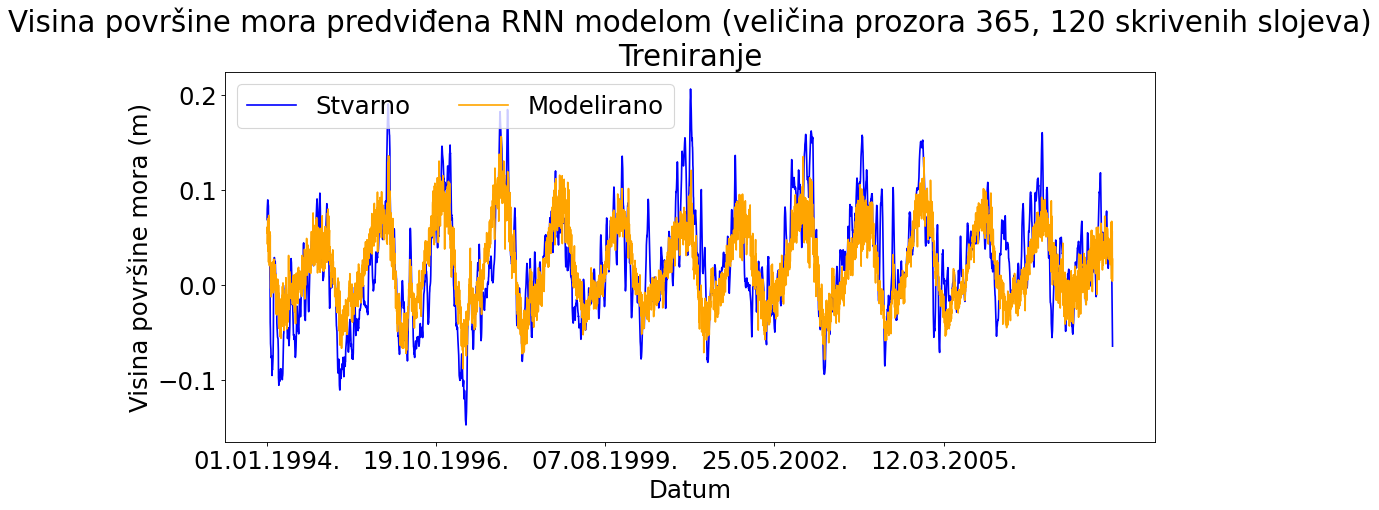 Visina površine mora predviđena RNN modelom (veličina prozora 365, 120 skrivenih slojeva)
Treniranje
Stvarno Modelirano
Visina površine mora (m)
0.2
0.1
0.0
−0.1
01.01.1994. 19.10.1996. 07.08.1999. 25.05.2002. 12.03.2005.
Datum